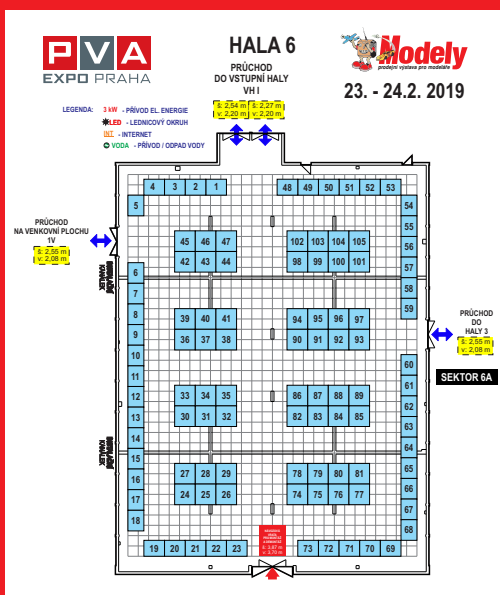 PVA
EXPO PRAHA
HALA 6
PRŮCHOD
DO VSTUPNÍ HALY
VH I
š: 2,54 m
v: 2,20 m
š: 2,27 m
v: 2,20 m
Modely
prodejní výstava pro modeláře
23. - 24.2. 2019
LEGENDA: 3 kW - PŘÍVOD EL. ENERGIE
LED - LEDNICOVÝ OKRUH
INT - INTERNET
VODA - PŘÍVOD / ODPAD VODY
4 3 2 1 48 49 50 51 52 53
5 54
55
PRŮCHOD
NA VENKOVNÍ PLOCHU
1V
š: 2,55 m
v: 2,08 m
45 46 47 102 103 104 105 56
42 43 44 98 99 100 101 57
6 58
7 59
8
39 40 41 94 95 96 97
9
36 37 38 90 91 92 93
PRŮCHOD
DO
HALY 3
š: 2,55 m
v: 2,08 m
10 60
11 61
SEKTOR 6A
12 33 34 35 86 87 88 89 62
13 30 31 32 82 83 84 85 63
14 64
15 65
16 27 28 29 78 79 80 81 66
17 24 25 26 74 75 76 77 67
18 68
19 20 21 22 23 73 72 71 70 69
š: 3,87 m
v: 3,70 m